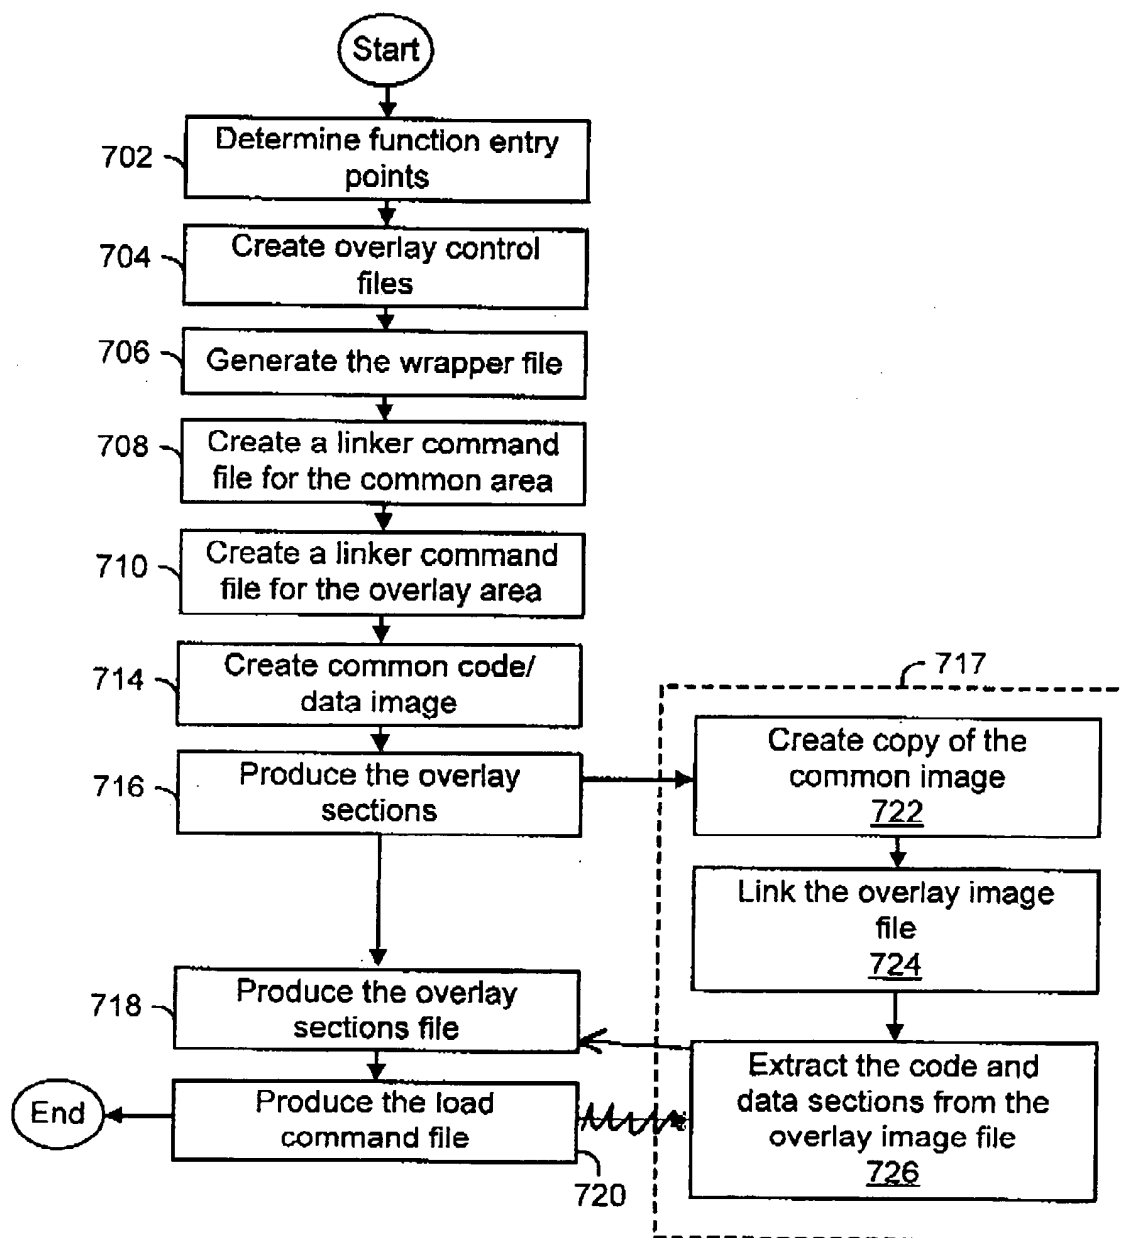 Start
702
Determine function entry
points
704
Create overlay control
files
706
Generate the wrapper file
708
Create a linker command
file for the common area
710
Create a linker command
file for the overlay area
714
Create common code/
data image
716
Produce the overlay
sections
717
Create copy of the
common image
722
Link the overlay image
file
724
718
Produce the overlay
sections file
Extract the code and
data sections from the
overlay image file
726
End
Produce the load
command file
720